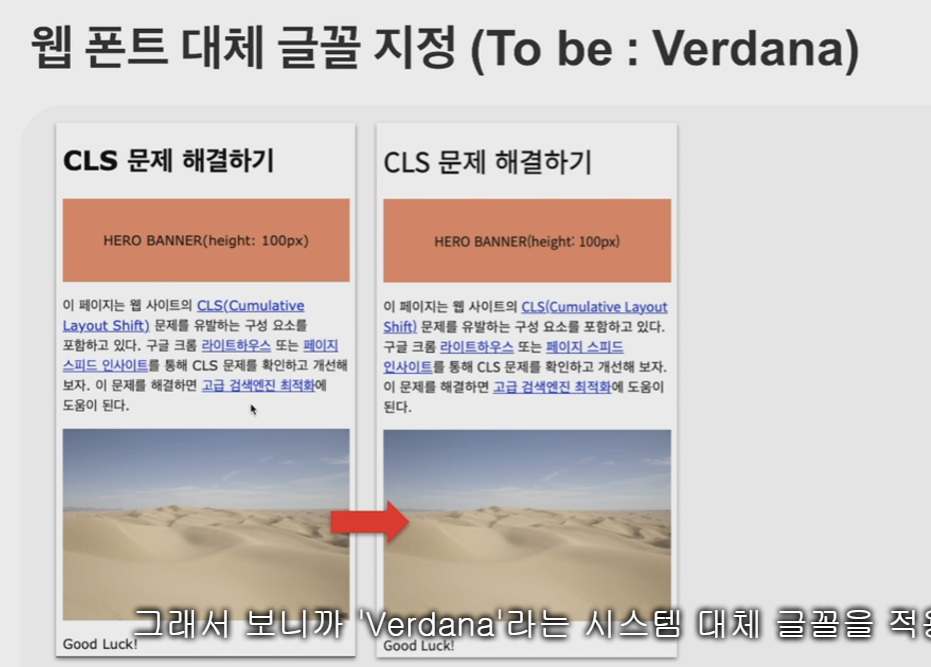 웹 폰트 대체 글꼴 지정 (To be : Verdana)
CLS 문제 해결하기
HERO BANNER(height: 100px)
이 페이지는 웹 사이트의 CLS(Cumulative
Layout Shift) 문제를 유발하는 구성 요소를
포함하고 있다. 구글 크롬 라이트하우스 또는 페이지
스피드 인사이트를 통해 CLS 문제를 확인하고 개선해
보자. 이 문제를 해결하면 고급 검색엔진 최적화에
도움이 된다.
Good Luck!
CLS 문제 해결하기
HERO BANNER(height: 100px)
이 페이지는 웹 사이트의 CLS(Cumulative Layout
Shift) 문제를 유발하는 구성 요소를 포함하고 있다.
구글 크롬 라이트하우스 또는 페이지 스피드
인사이트를 통해 CLS 문제를 확인하고 개선해 보자.
이 문제를 해결하면 고급 검색엔진 최적화에 도움이
된다.
Good Luck!
그래서 보니까 'Verdana'라는 시스템 대체 글꼴을 적용